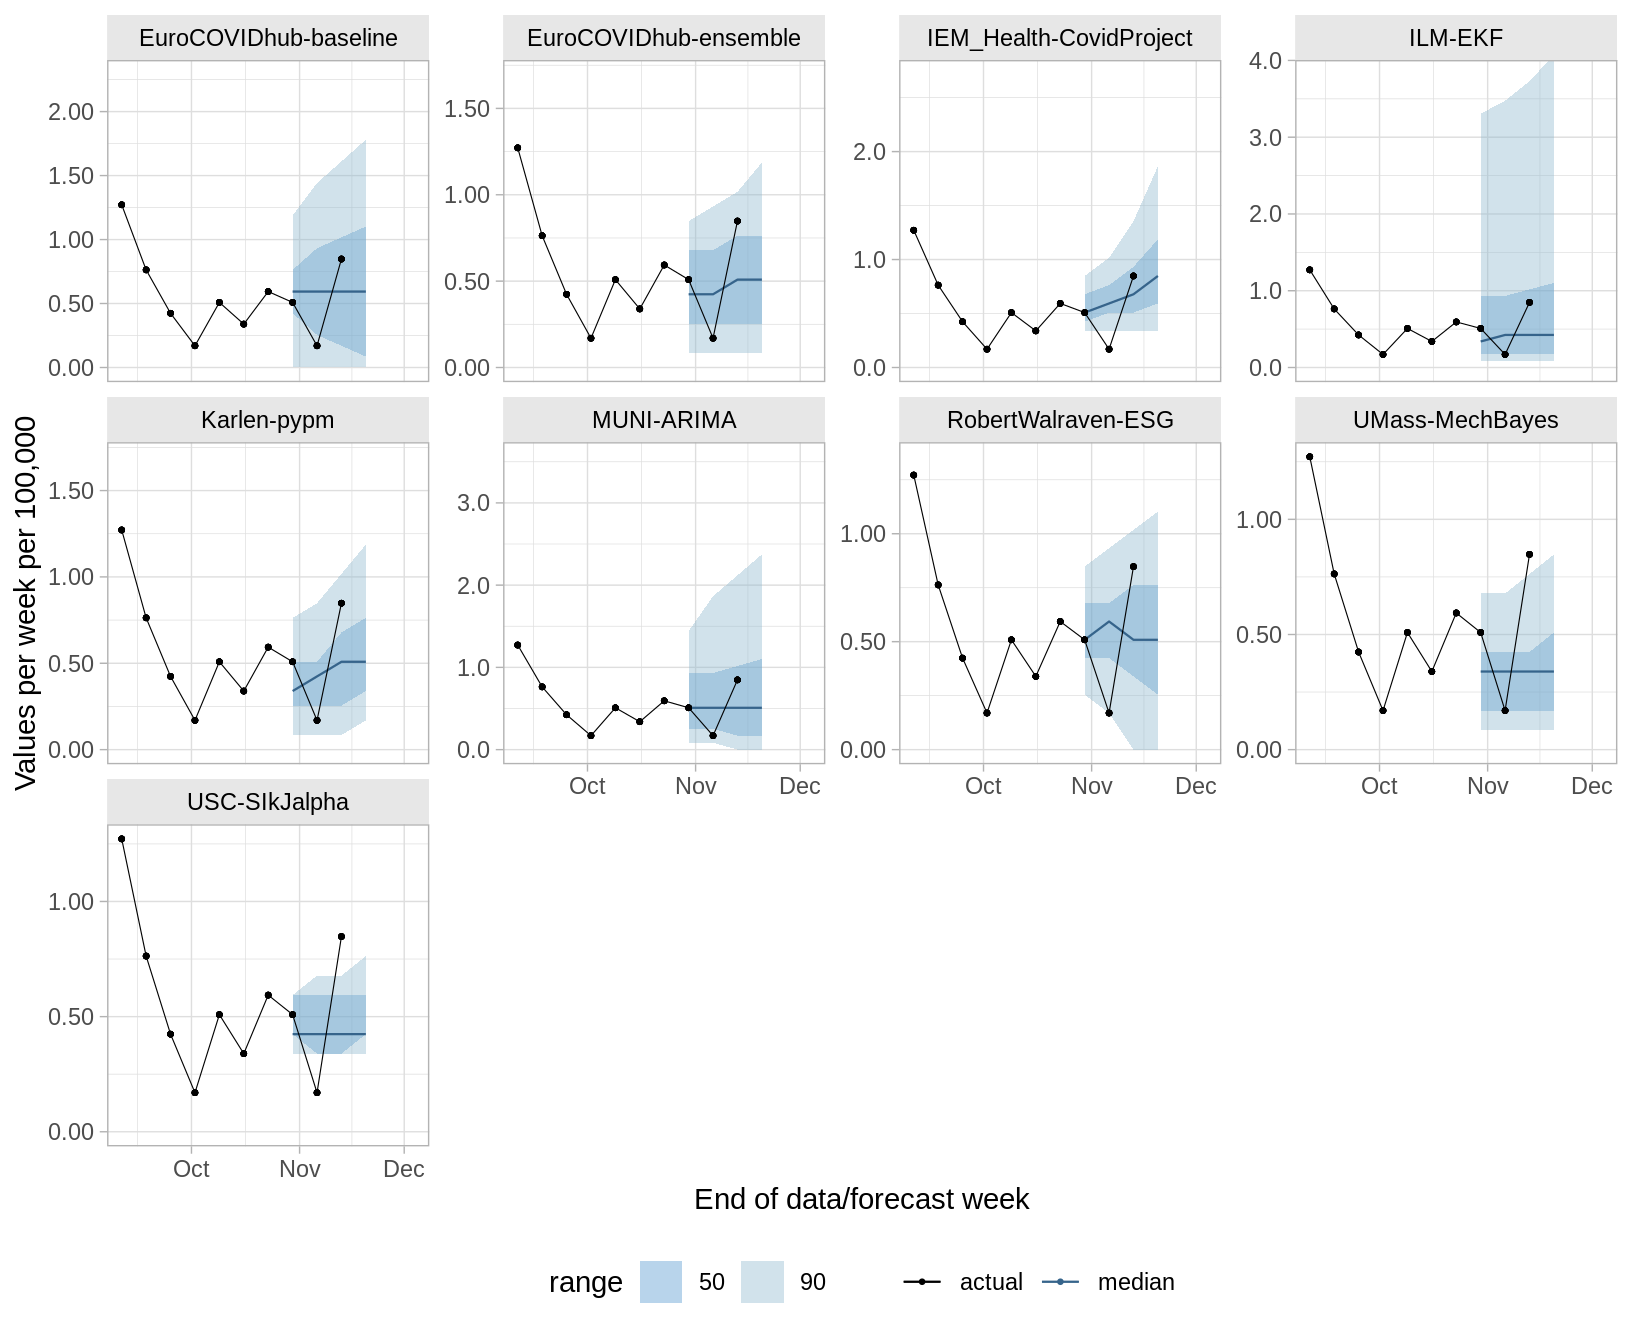 EuroCOVIDhub-baseline
EuroCOVIDhub-ensemble
IEM_Health-CovidProject
ILM-EKF
2.00
1.50
1.00
0.50
0.00
1.50
1.00
0.50
0.00
2.0
1.0
0.0
4.0
3.0
2.0
1.0
0.0
Values per week per 100,000
Karlen-pypm
MUNI-ARIMA
RobertWalraven-ESG
UMass-MechBayes
1.50
1.00
0.50
0.00
3.0
2.0
1.0
0.0
Oct Nov Dec
1.00
0.50
0.00
Oct Nov Dec
1.00
0.50
0.00
Oct Nov Dec
USC-SIkJalpha
1.00
0.50
0.00
Oct Nov Dec
End of data/forecast week
range 50 90 actual median